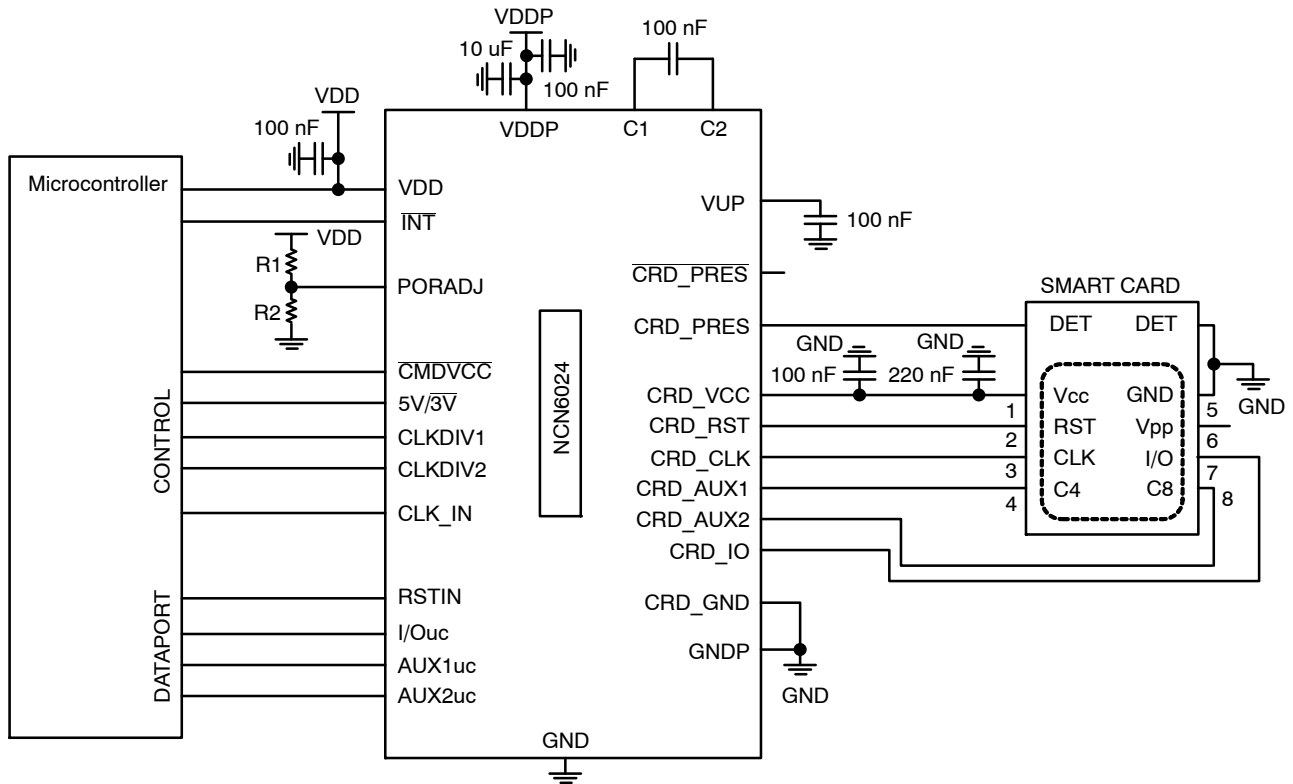 VDDP
10 uF
100 nF
100 nF
VDD
100 nF
VDDP
C1
C2
Microcontroller
VDD
INT
VDD
R1
R2
PORADJ
CMDVCC
5V/3V
CLKDIV1
CLKDIV2
CLK_IN
CONTROL
RSTIN
I/Ouc
AUX1uc
AUX2uc
DATAPORT
NCN6024
GND
VUP
100 nF
CRD_PRES
CRD_PRES
CRD_VCC
CRD_RST
CRD_CLK
CRD_AUX1
CRD_AUX2
CRD_IO
CRD_GND
GNDP
GND
GND
100 nF
GND
220 nF
SMART CARD
DET
DET
Vcc
GND
RST
Vpp
CLK
I/O
C4
C8
1
2
3
4
5
6
7
8
GND